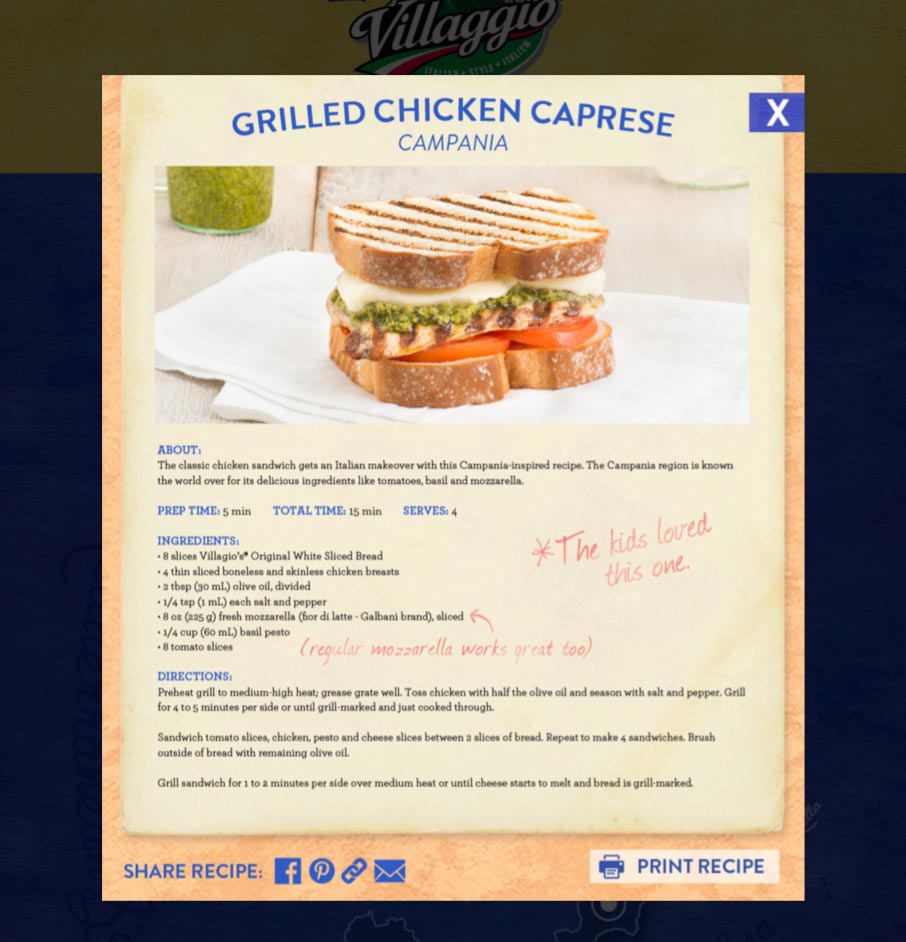 Villaggio
ITALIAN • STYLE • ITALIEN
GRILLED CHICKEN CAPRESE
X
CAMPANIA
ABOUT:
The classic chicken sandwich gets an Italian makeover with this Campania-inspired recipe. The Campania region is known
the world over for its delicious ingredients like tomatoes, basil and mozzarella.
PREP TIME: 5 min TOTAL TIME: 15 min SERVES: 4
INGREDIENTS:
• 8 slices Villagio's® Original White Sliced Bread
• 4 thin sliced boneless and skinless chicken breasts
• 2 tbsp (30 mL) olive oil, divided
• 1/4 tsp (1 mL) each salt and pepper
• 8 oz (225 g) fresh mozzarella (fior di latte - Galbani brand), sliced
• 1/4 cup (60 mL) basil pesto
• 8 tomato slices
*The kids loved
this one.
(regular mozzarella works great too)
DIRECTIONS:
Preheat grill to medium-high heat; grease grate well. Toss chicken with half the olive oil and season with salt and pepper. Grill
for 4 to 5 minutes per side or until grill-marked and just cooked through.
Sandwich tomato slices, chicken, pesto and cheese slices between 2 slices of bread. Repeat to make 4 sandwiches. Brush
outside of bread with remaining olive oil.
Grill sandwich for 1 to 2 minutes per side over medium heat or until cheese starts to melt and bread is grill-marked.
SHARE RECIPE:
PRINT RECIPE